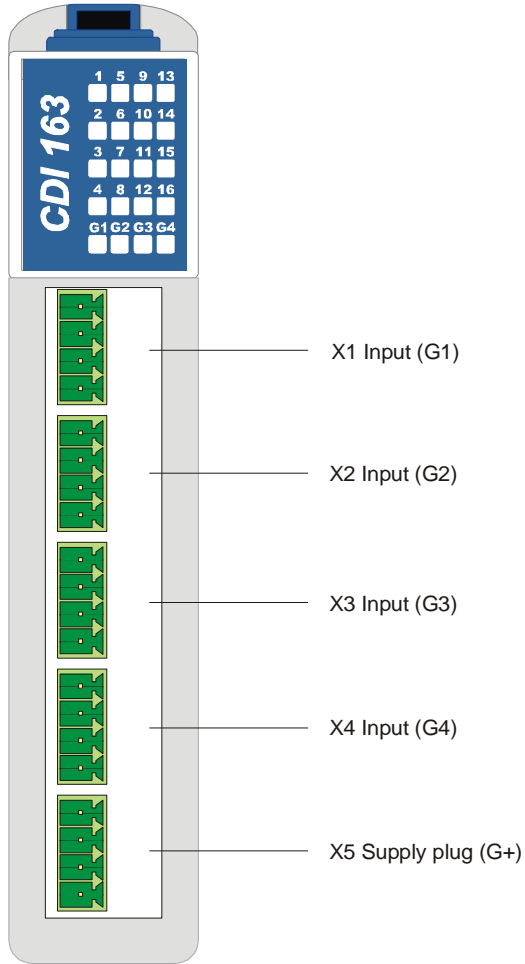 CDI 163
1 5 9 13
2 6 10 14
3 7 11 15
4 8 12 16
G1 G2 G3 G4
X1 Input (G1)
X2 Input (G2)
X3 Input (G3)
X4 Input (G4)
X5 Supply plug (G+)